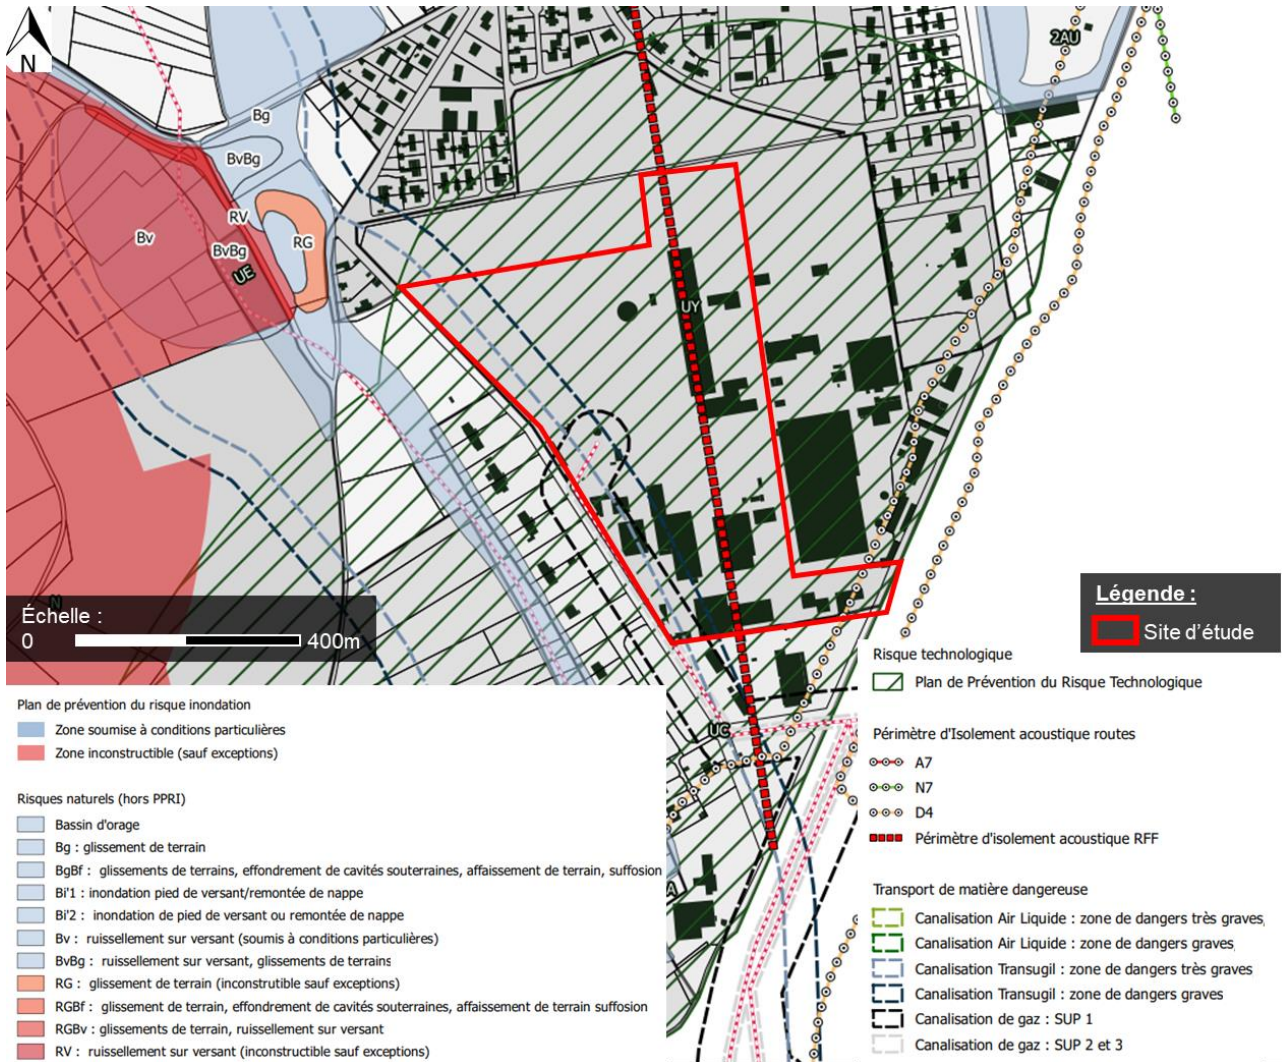 N
2AU
Bg
BvBg
RV
RG
Bv
BvBg
UE
UY
N
Échelle :
0 400m
UC
Légende :
Site d'étude
Plan de prévention du risque inondation
Zone soumise à conditions particulières
Zone inconstructible (sauf exceptions)
Risques naturels (hors PPRI)
Bassin d'orage
Bg : glissement de terrain
BgBf : glissements de terrains, effondrement de cavités souterraines, affaissement de terrain, suffosion
Bi'1 : inondation pied de versant/remontée de nappe
Bi'2 : inondation de pied de versant ou remontée de nappe
Bv : ruissellement sur versant (soumis à conditions particulières)
BvBg : ruissellement sur versant, glissements de terrains
RG : glissement de terrain (inconstrutible sauf exceptions)
RGBf : glissement de terrain, effondrement de cavités souterraines, affaissement de terrain suffosion
RGBv : glissements de terrain, ruissellement sur versant
RV : ruissellement sur versant (inconstructible sauf exceptions)
Risque technologique
Plan de Prévention du Risque Technologique
Périmètre d'Isolement acoustique routes
A7
N7
D4
Périmètre d'isolement acoustique RFF
Transport de matière dangereuse
Canalisation Air Liquide : zone de dangers très graves
Canalisation Air Liquide : zone de dangers graves
Canalisation Transugil : zone de dangers très graves
Canalisation Transugil : zone de dangers graves
Canalisation de gaz : SUP 1
Canalisation de gaz : SUP 2 et 3